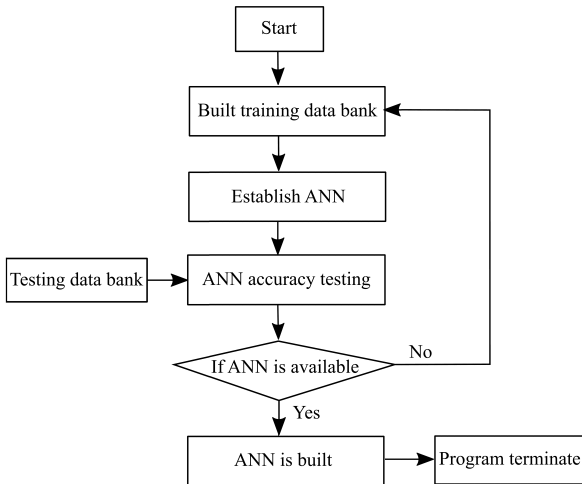 Start
Built training data bank
Establish ANN
Testing data bank
ANN accuracy testing
If ANN is available
No
Yes
ANN is built
Program terminate